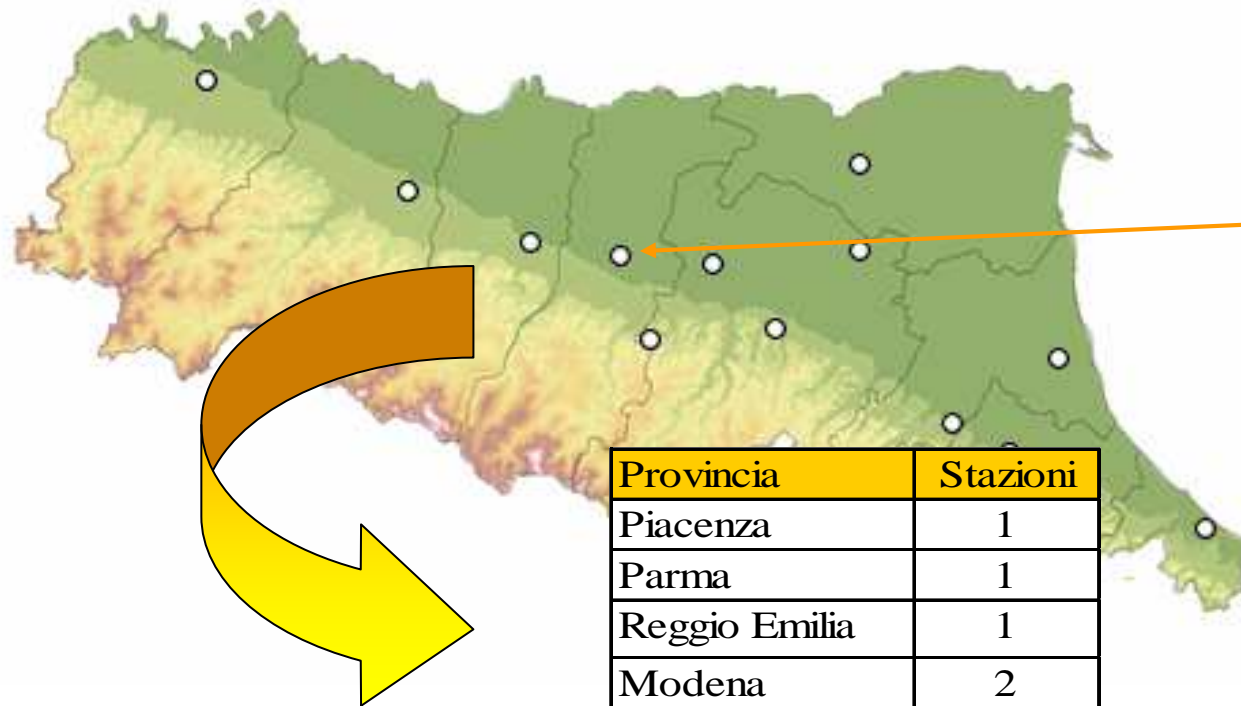 Provincia Stazioni
Piacenza 1
Parma 1
Reggio Emilia 1
Modena 2